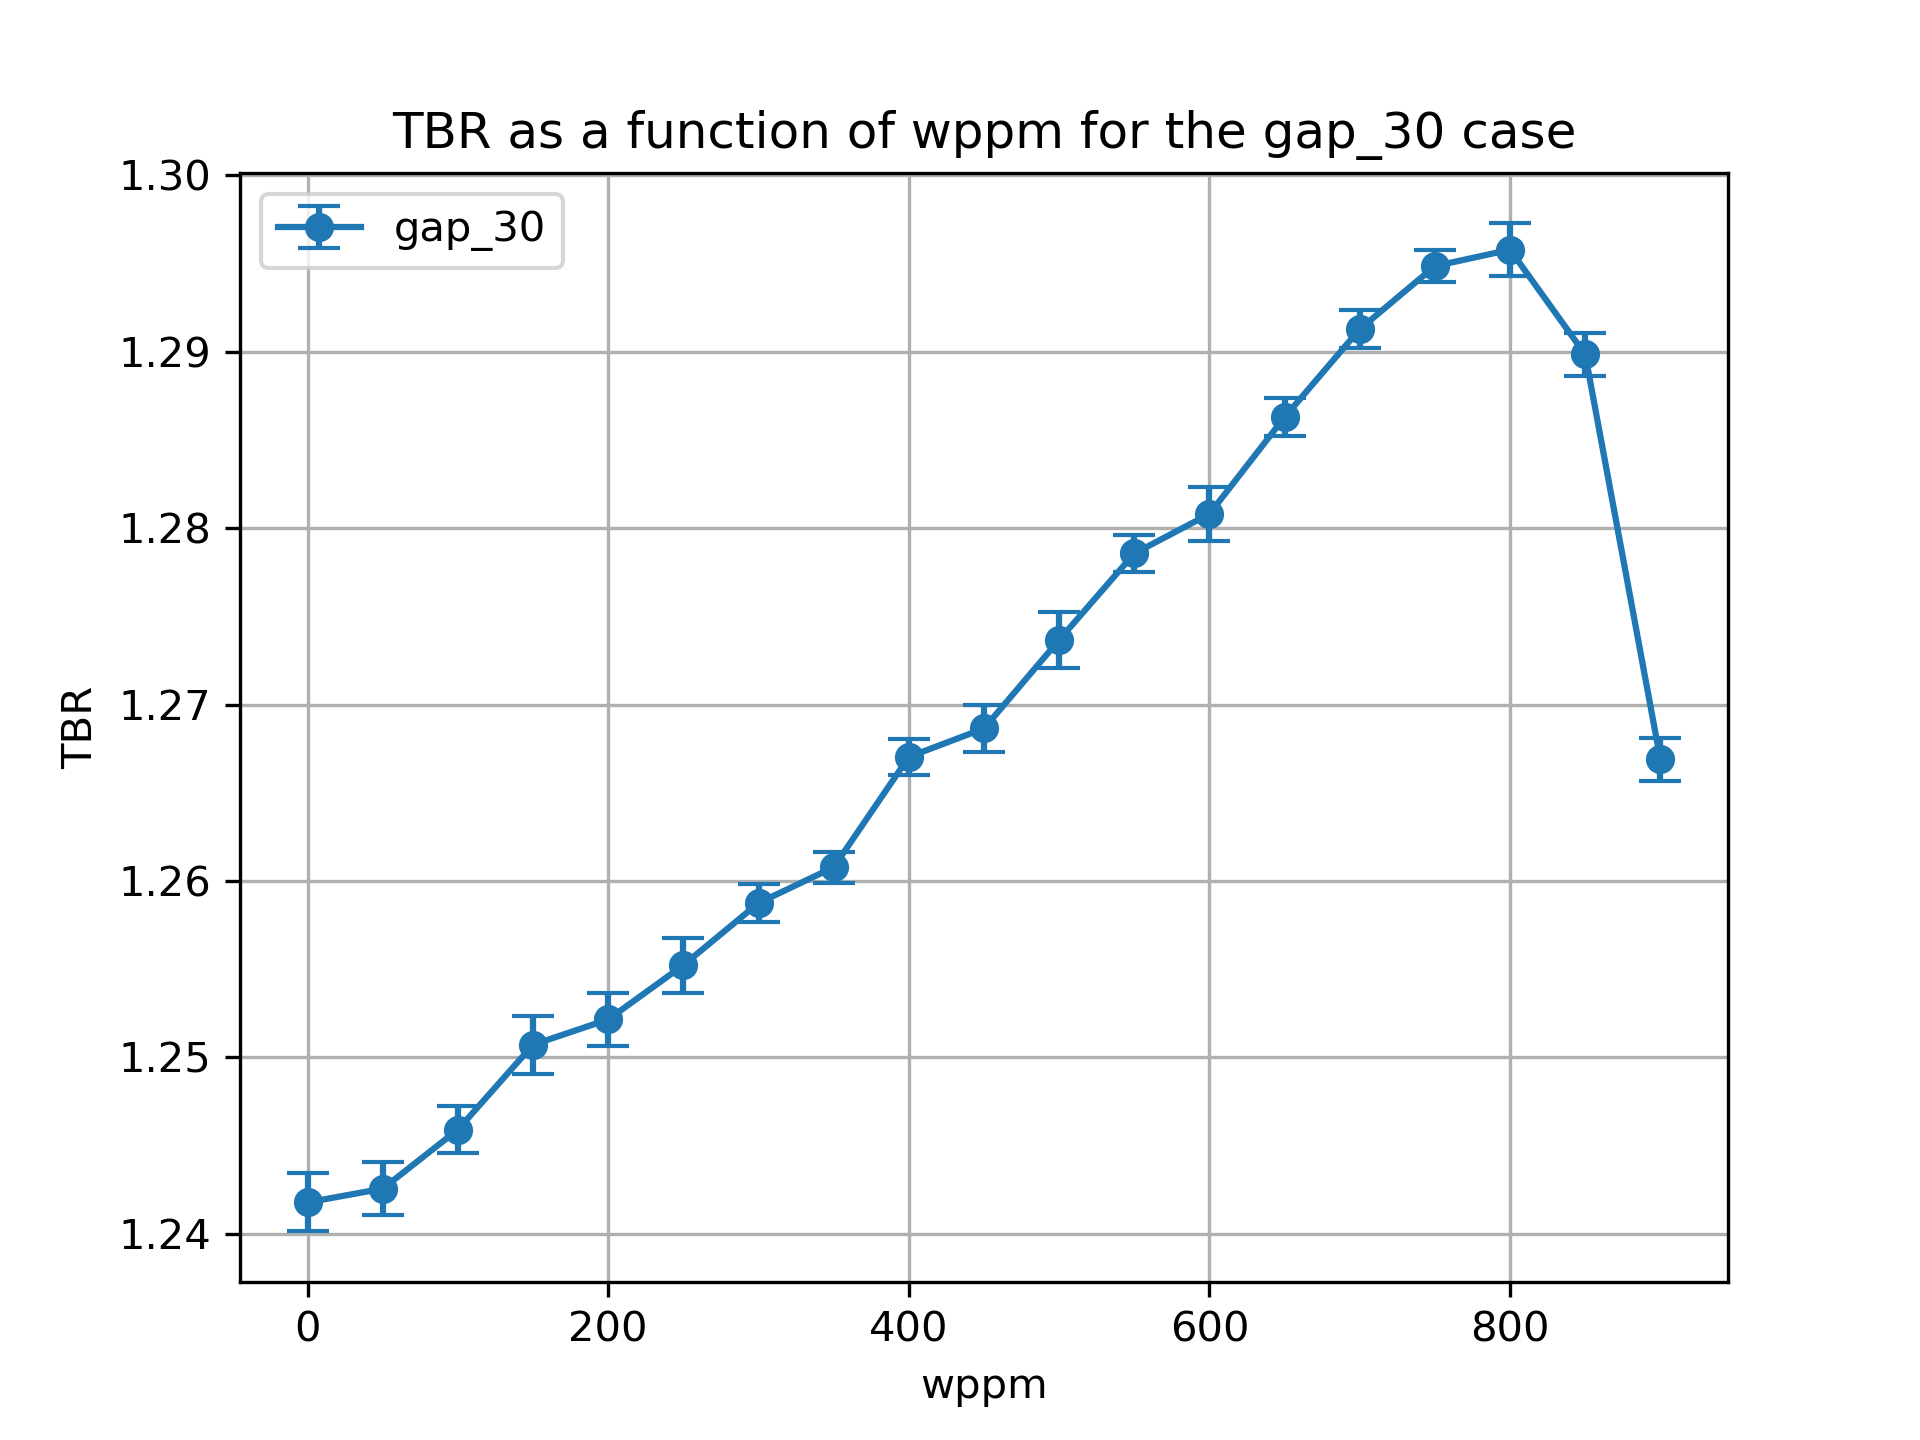 TBR as a function of wppm for the gap_30 case
gap_30
1.30
1.29
1.28
1.27
1.26
1.25
1.24
TBR
0 200 400 600 800
wppm